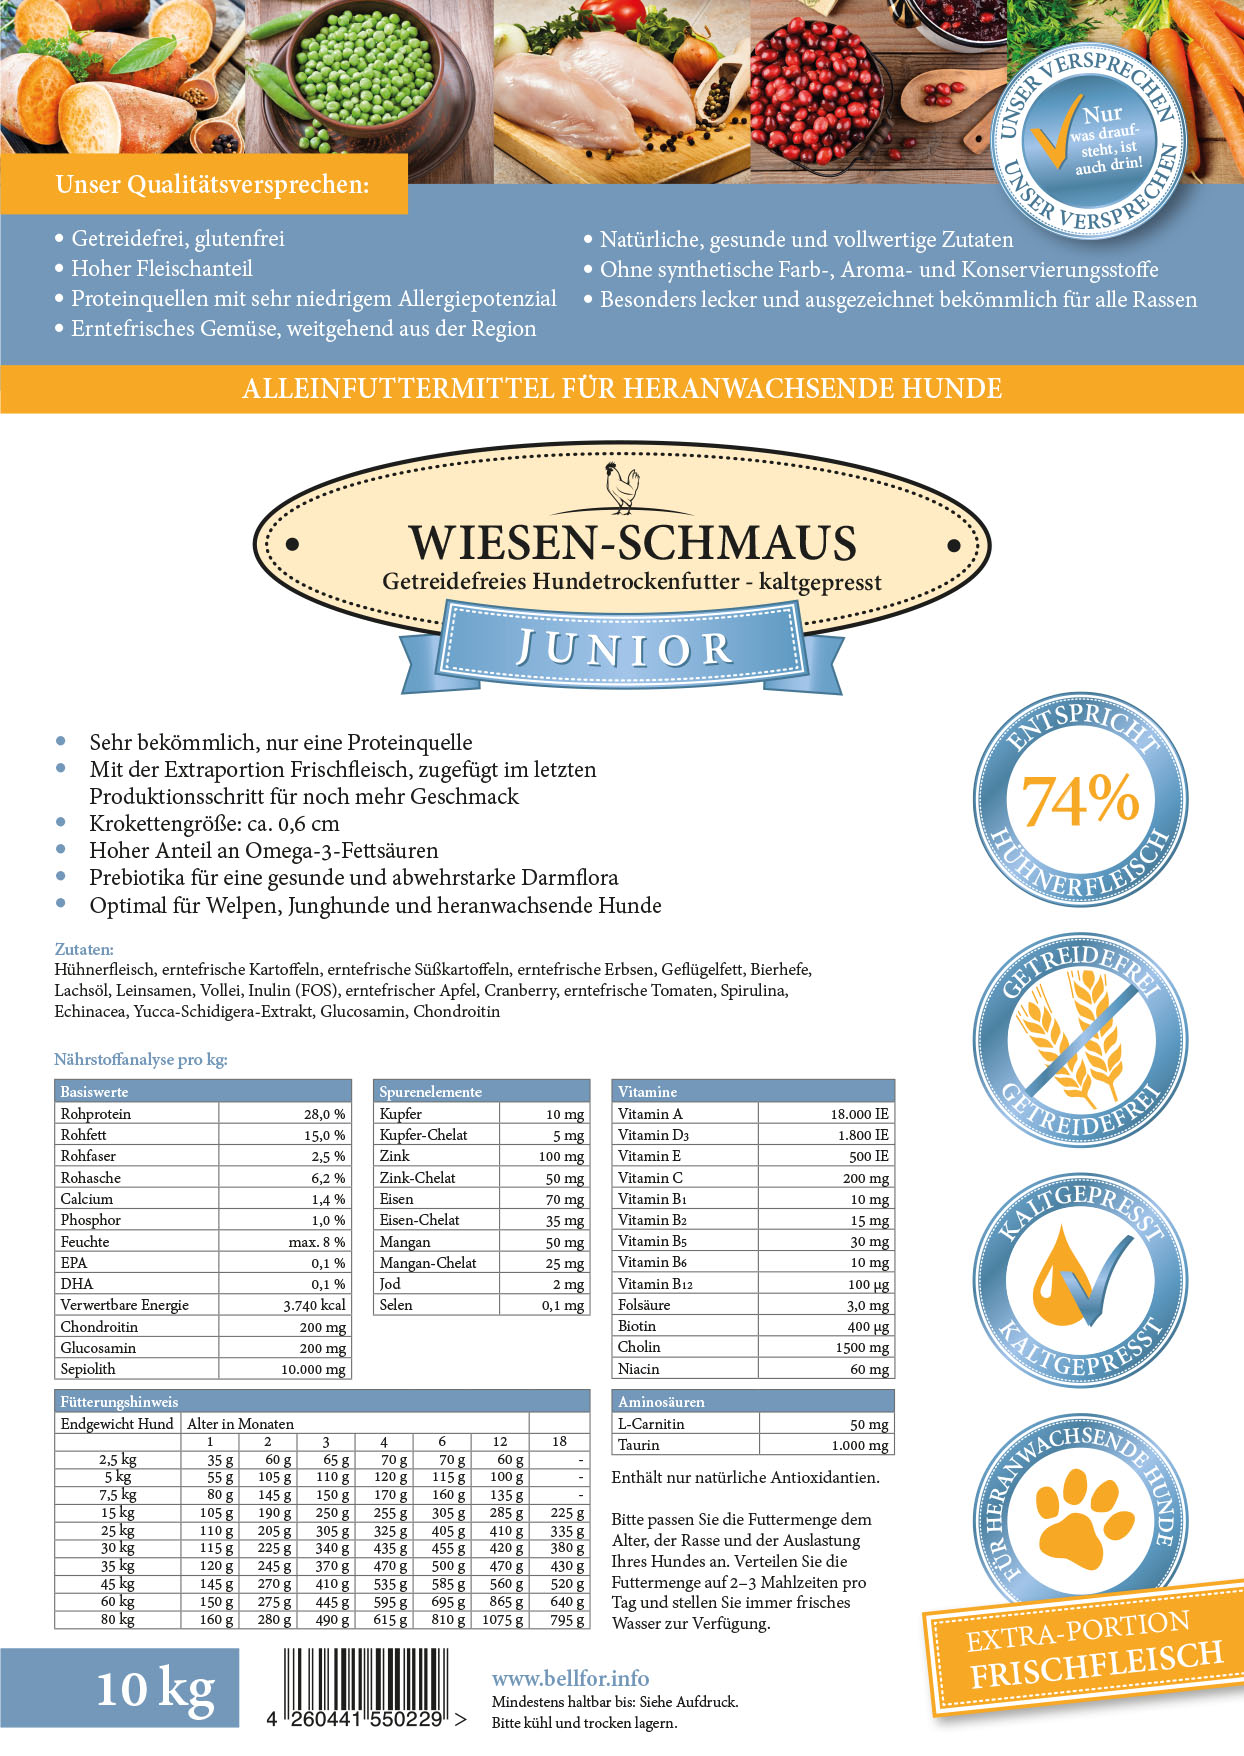 UNSER VERSPRECHEN
Nur
was drauf-
steht, ist
auch drin!
UNSER VERSPRECHEN
Unser Qualitätsversprechen:
• Getreidefrei, glutenfrei
• Hoher Fleischanteil
• Proteinquellen mit sehr niedrigem Allergiepotenzial
• Erntefrisches Gemüse, weitgehend aus der Region
• Natürliche, gesunde und vollwertige Zutaten
• Ohne synthetische Farb-, Aroma- und Konservierungsstoffe
• Besonders lecker und ausgezeichnet bekömmlich für alle Rassen
ALLEINFUTTERMITTEL FÜR HERANWACHSENDE HUNDE
WIESEN-SCHMAUS
Getreidefreies Hundetrockenfutter - kaltgepresst
JUNIOR
• Sehr bekömmlich, nur eine Proteinquelle
• Mit der Extraportion Frischfleisch, zugefügt im letzten
Produktionsschritt für noch mehr Geschmack
• Krokettengröße: ca. 0,6 cm
• Hoher Anteil an Omega-3-Fettsäuren
• Prebiotika für eine gesunde und abwehrstarke Darmflora
• Optimal für Welpen, Junghunde und heranwachsende Hunde
ENTSPRICHT
74%
HÜHNERFLEISCH
Zutaten:
Hühnerfleisch, erntefrische Kartoffeln, erntefrische Süßkartoffeln, erntefrische Erbsen, Geflügelfett, Bierhefe,
Lachsöl, Leinsamen, Vollei, Inulin (FOS), erntefrischer Apfel, Cranberry, erntefrische Tomaten, Spirulina,
Echinacea, Yucca-Schidigera-Extrakt, Glucosamin, Chondroitin
GETREIDEFREI
GETREIDEFREI
Nährstoffanalyse pro kg:
Basiswerte
Rohprotein 28,0 %
Rohfett 15,0 %
Rohfaser 2,5 %
Rohasche 6,2 %
Calcium 1,4 %
Phosphor 1,0 %
Feuchte max. 8 %
EPA 0,1 %
DHA 0,1 %
Verwertbare Energie 3.740 kcal
Chondroitin 200 mg
Glucosamin 200 mg
Sepiolith 10.000 mg
Spurenelemente
Kupfer 10 mg
Kupfer-Chelat 5 mg
Zink 100 mg
Zink-Chelat 50 mg
Eisen 70 mg
Eisen-Chelat 35 mg
Mangan 50 mg
Mangan-Chelat 25 mg
Jod 2 mg
Selen 0,1 mg
Vitamine
Vitamin A 18.000 IE
Vitamin D3 1.800 IE
Vitamin E 500 IE
Vitamin C 200 mg
Vitamin B1 10 mg
Vitamin B2 15 mg
Vitamin B5 30 mg
Vitamin B6 10 mg
Vitamin B12 100 µg
Folsäure 3,0 mg
Biotin 400 µg
Cholin 1500 mg
Niacin 60 mg
KALTGEPRESST
KALTGEPRESST
Fütterungshinweis
Endgewicht Hund Alter in Monaten
1 2 3 4 6 12 18
2,5 kg 35 g 60 g 65 g 70 g 70 g 60 g -
5 kg 55 g 105 g 110 g 120 g 115 g 100 g -
7,5 kg 80 g 145 g 150 g 170 g 160 g 135 g -
15 kg 105 g 190 g 250 g 255 g 305 g 285 g 225 g
25 kg 110 g 205 g 305 g 325 g 405 g 410 g 335 g
30 kg 115 g 225 g 340 g 435 g 455 g 420 g 380 g
35 kg 120 g 245 g 370 g 470 g 500 g 470 g 430 g
45 kg 145 g 270 g 410 g 535 g 585 g 560 g 520 g
60 kg 150 g 275 g 445 g 595 g 695 g 865 g 640 g
80 kg 160 g 280 g 490 g 615 g 810 g 1075 g 795 g
Aminosäuren
L-Carnitin 50 mg
Taurin 1.000 mg
Enthält nur natürliche Antioxidantien.
Bitte passen Sie die Futtermenge dem
Alter, der Rasse und der Auslastung
Ihres Hundes an. Verteilen Sie die
Futtermenge auf 2–3 Mahlzeiten pro
Tag und stellen Sie immer frisches
Wasser zur Verfügung.
FÜR HERANWACHSENDE HUNDE
EXTRA-PORTION
FRISCHFLEISCH
10 kg
4 260441 550229 >
www.bellfor.info
Mindestens haltbar bis: Siehe Aufdruck.
Bitte kühl und trocken lagern.